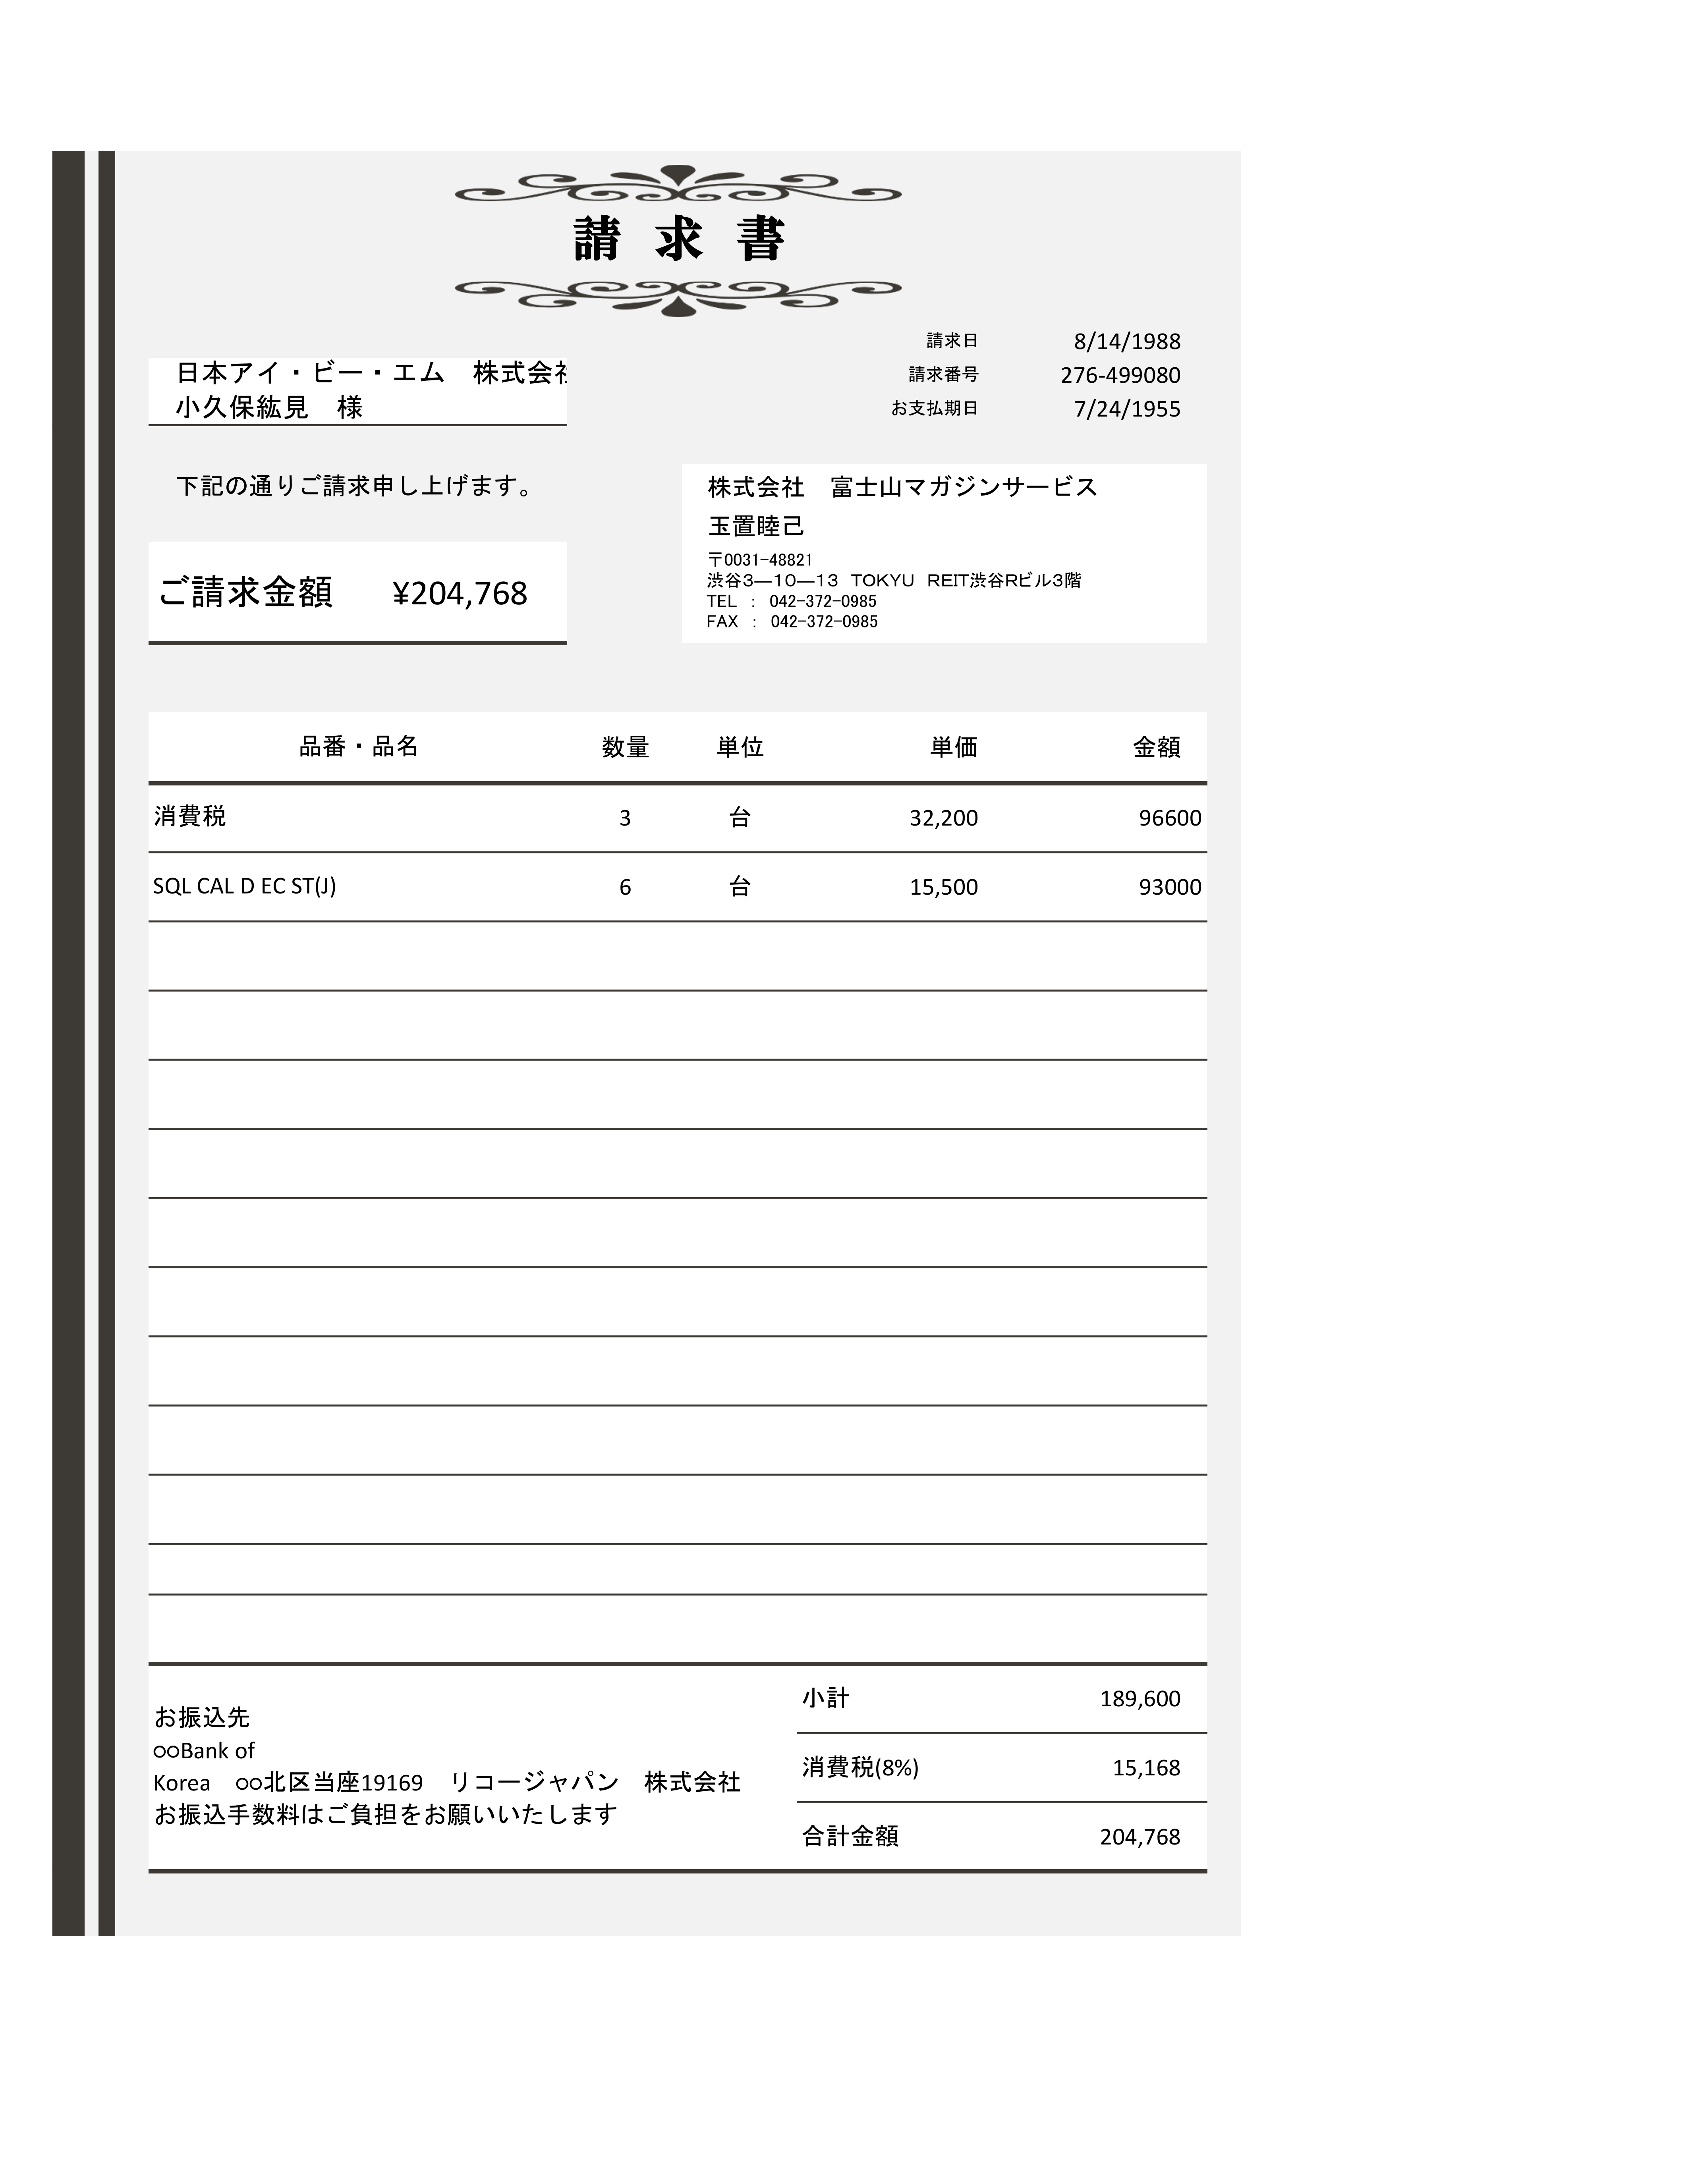 請 求 書
請求日 8/14/1988
日本アイ・ビー・エム 株式会社
請求番号 276-499080
小久保紘見 様
お支払期日 7/24/1955
下記の通りご請求申し上げます。
株式会社 富士山マガジンサービス
玉置睦己
〒0031-48821
渋谷3―10―13 TOKYU REIT渋谷Rビル3階
TEL : 042-372-0985
FAX : 042-372-0985
ご請求金額 ¥204,768
品番・品名 数量 単位 単価 金額
消費税 3 台 32,200 96600
SQL CAL D EC ST(J) 6 台 15,500 93000
お振込先
○○Bank of
Korea ○○北区当座19169 リコージャパン 株式会社
お振込手数料はご負担をお願いいたします
小計 189,600
消費税(8%) 15,168
合計金額 204,768